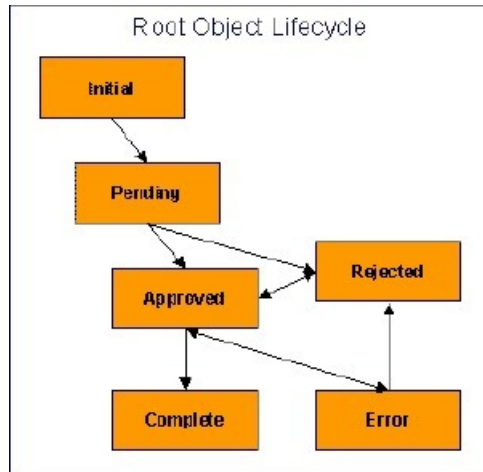 Root Object Lifecycle
Initial
Pending
Rejected
Approved
Complete
Error